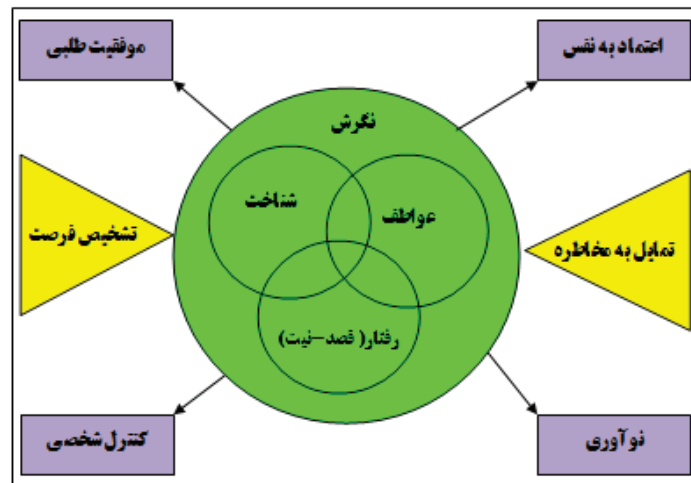 اعتماد به نفس
موفقیت طلبی
نگرش
شناخت
عواطف
تمایل به مخاطره
تشخیص فرصت
رفتار( قصد-نیت)
نوآوری
کنترل شخصی